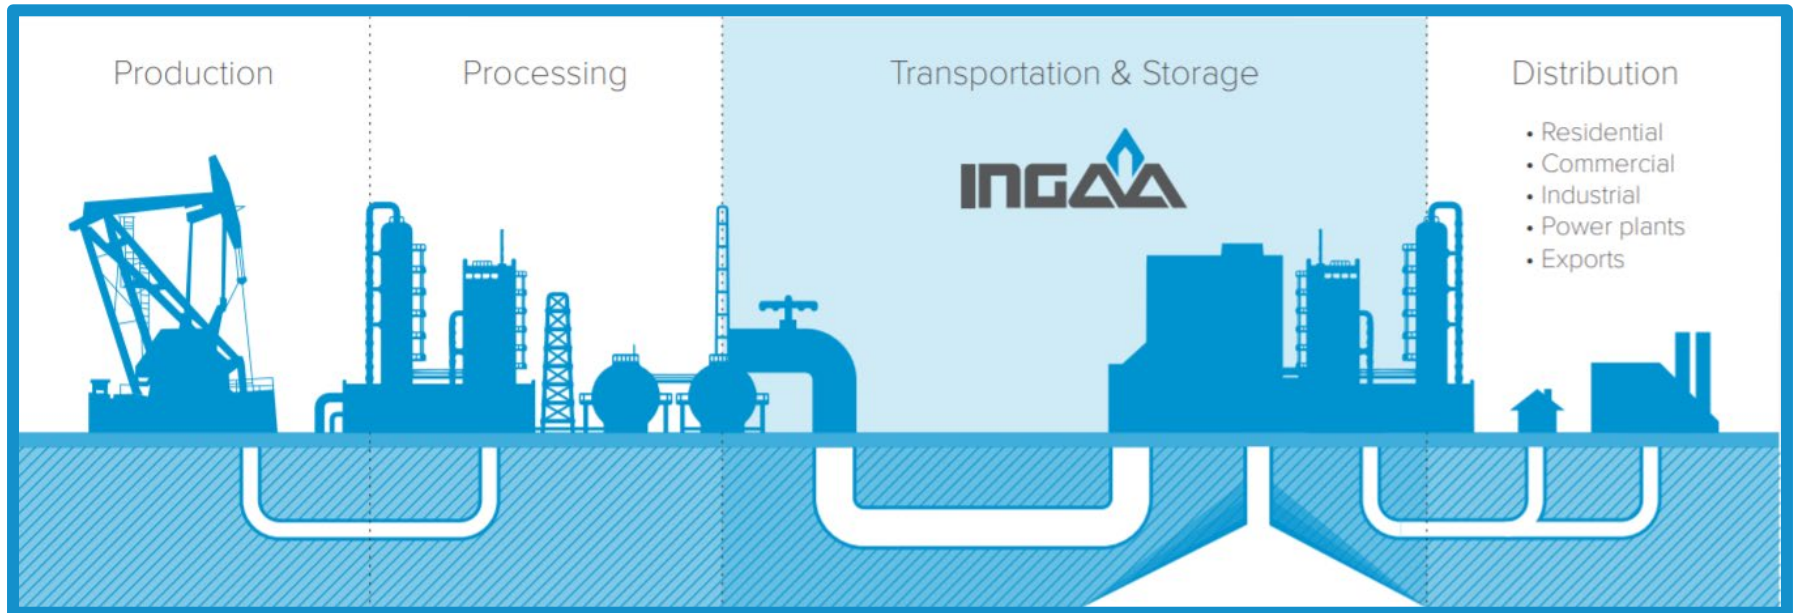 Production
Processing
Transportation & Storage
INGAA
Distribution
• Residential
• Commercial
• Industrial
• Power plants
• Exports